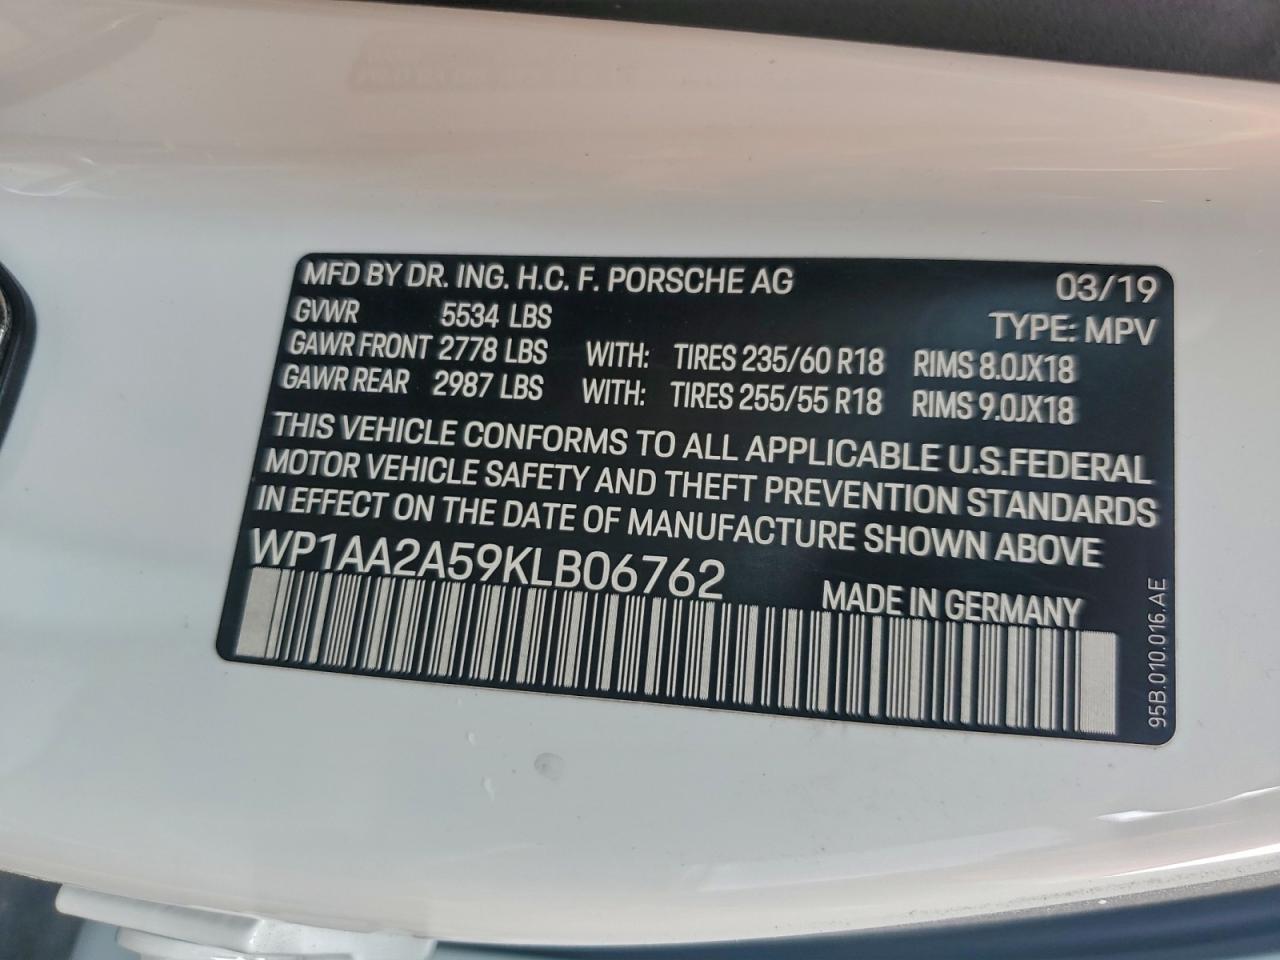 MFD BY DR. ING. H.C. F. PORSCHE AG 03/19
GVWR 5534 LBS TYPE: MPV
GAWR FRONT 2778 LBS WITH: TIRES 235/60 R18 RIMS 8.0JX18
GAWR REAR 2987 LBS WITH: TIRES 255/55 R18 RIMS 9.0JX18
THIS VEHICLE CONFORMS TO ALL APPLICABLE U.S.FEDERAL
MOTOR VEHICLE SAFETY AND THEFT PREVENTION STANDARDS
IN EFFECT ON THE DATE OF MANUFACTURE SHOWN ABOVE
WP1AA2A59KLB06762
MADE IN GERMANY
95B.010.016.AE